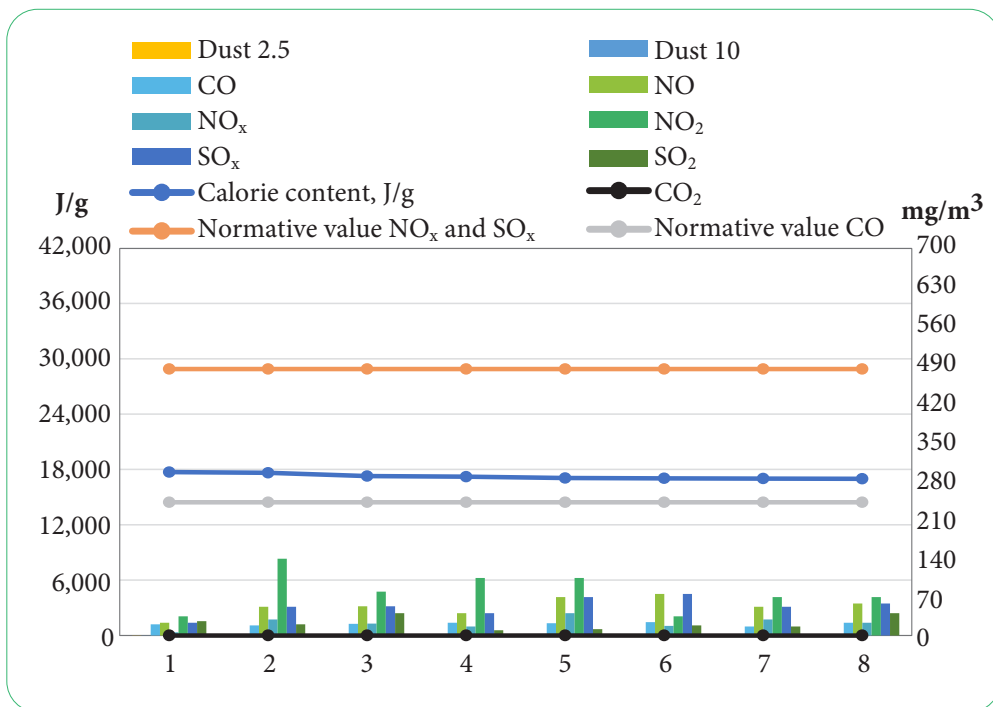 Dust 2.5 Dust 10
CO NO
NOₓ NO₂
SOₓ SO₂
Calorie content, J/g CO₂
Normative value NOₓ and SOₓ Normative value CO
J/g mg/m³
42,000 700
36,000 630
30,000 560
24,000 490
18,000 420
12,000 350
6,000 280
0 210
140
70
0
1 2 3 4 5 6 7 8